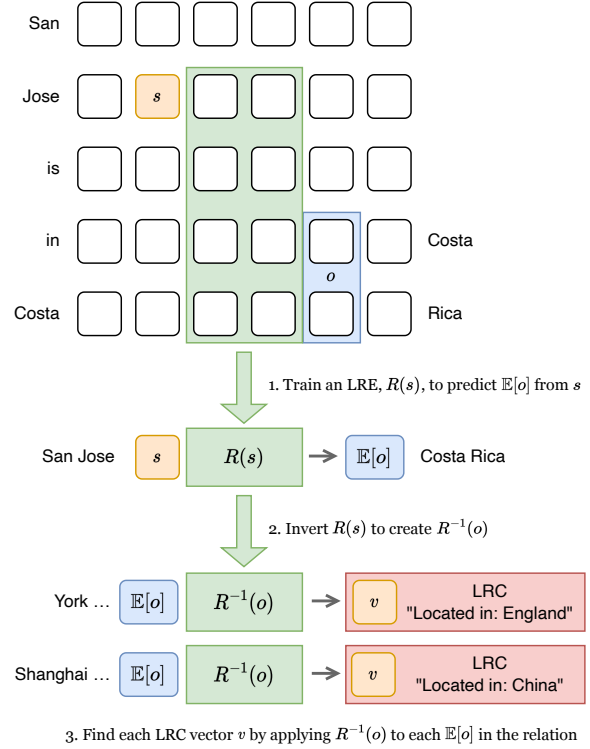 San
Jose s
is
in Costa
o
Costa Rica
1. Train an LRE, R(s), to predict 𝔼[o] from s
San Jose s R(s) 𝔼[o] Costa Rica
2. Invert R(s) to create R⁻¹(o)
York ... 𝔼[o] R⁻¹(o) v LRC
"Located in: England"
Shanghai ... 𝔼[o] R⁻¹(o) v LRC
"Located in: China"
3. Find each LRC vector v by applying R⁻¹(o) to each 𝔼[o] in the relation